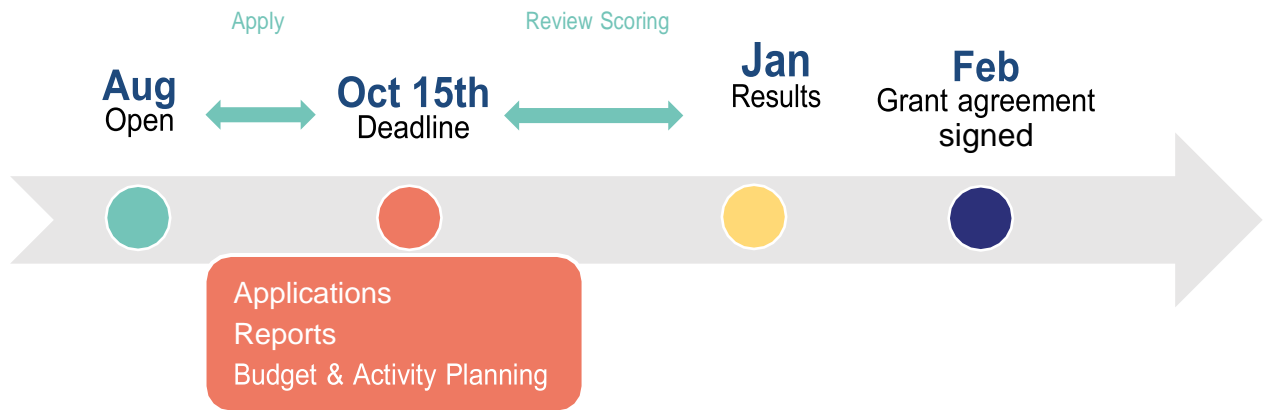 Apply
Review Scoring
Aug
Open
Oct 15th
Deadline
Jan
Results
Feb
Grant agreement
signed
Applications
Reports
Budget & Activity Planning